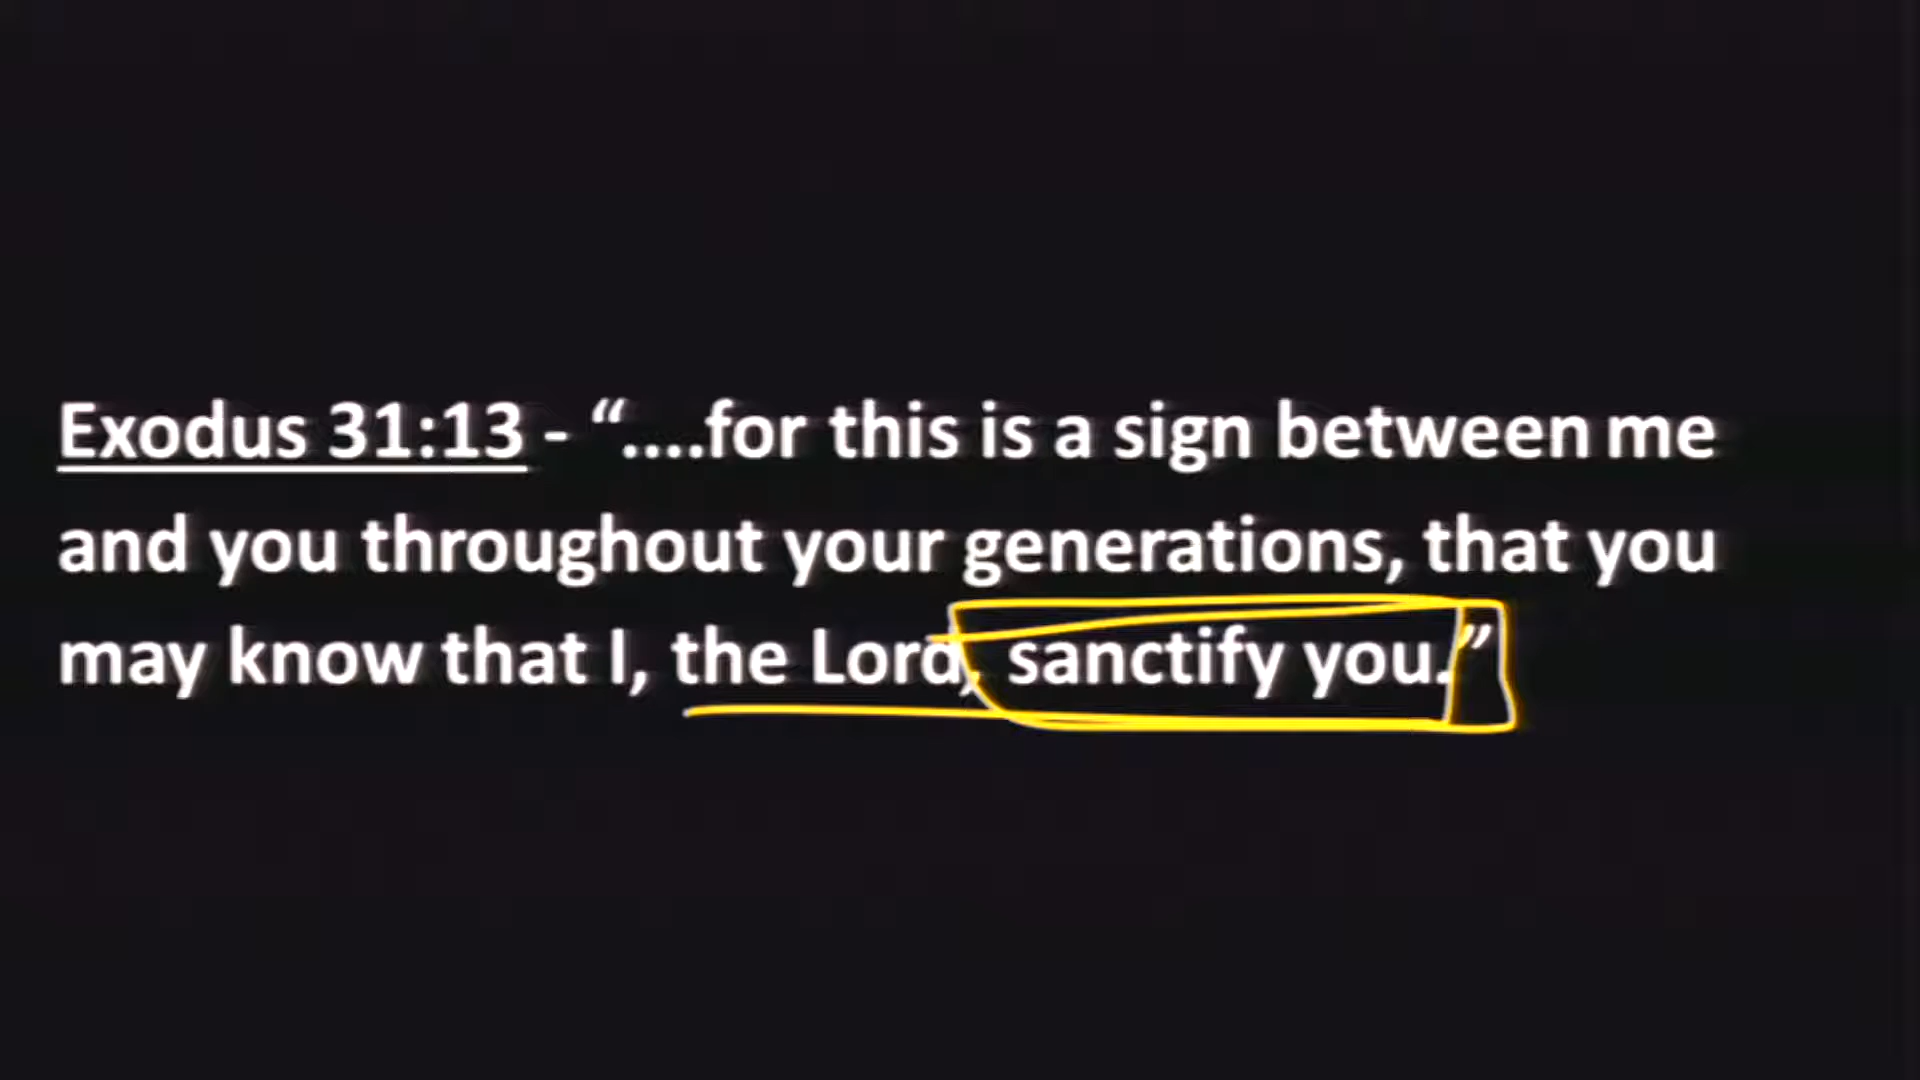 Exodus 31:13 - “....for this is a sign between me
and you throughout your generations, that you
may know that I, the Lord, sanctify you.”